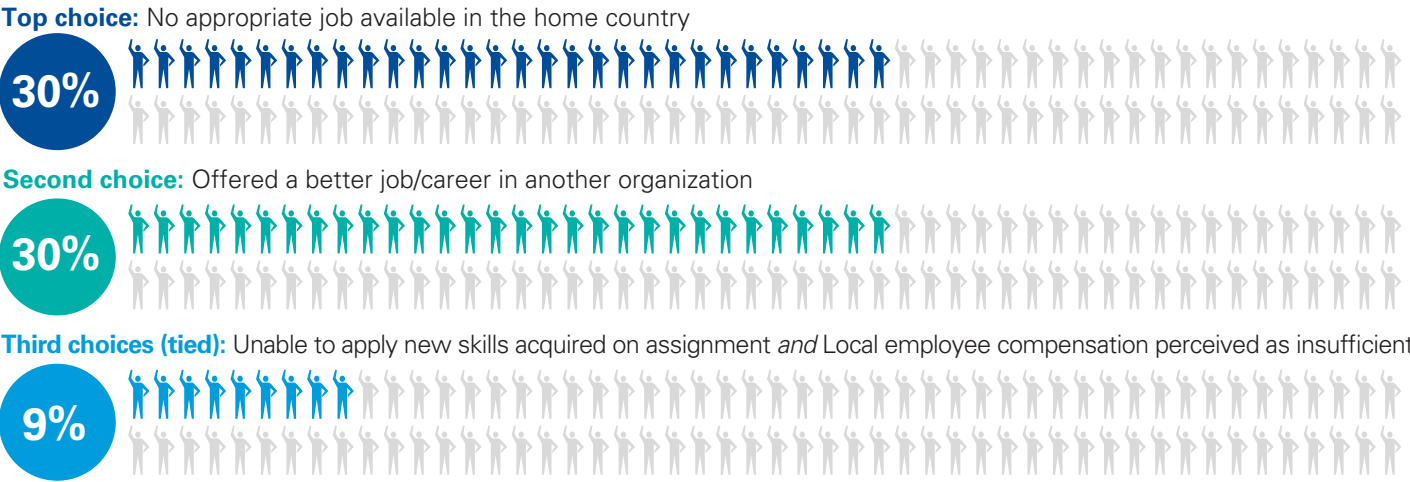 Top choice: No appropriate job available in the home country
30%
Second choice: Offered a better job/career in another organization
30%
Third choices (tied): Unable to apply new skills acquired on assignment and Local employee compensation perceived as insufficient
9%